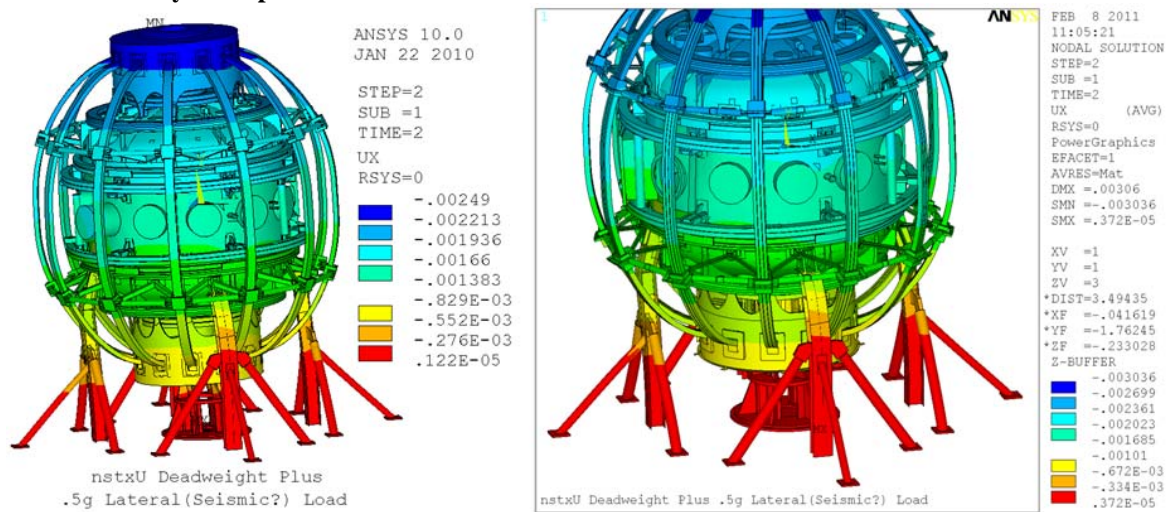 MN
ANSYS 10.0
JAN 22 2010
STEP=2
SUB =1
TIME=2
UX
RSYS=0
-.00249
-.002213
-.001936
-.00166
-.001383
-.829E-03
-.552E-03
-.276E-03
.122E-05
nstxU Deadweight Plus
.5g Lateral(Seismic?) Load
1
ANSYS
FEB 8 2011
11:05:21
NODAL SOLUTION
STEP=2
SUB =1
TIME=2
UX (AVG)
RSYS=0
PowerGraphics
EFACET=1
AVRES=Mat
DMX =.00306
SMN =-.003036
SMX =.372E-05
XV =1
YV =1
ZV =3
*DIST=3.49435
*XF =-.041619
*YF =-1.76245
*ZF =-.233028
Z-BUFFER
-.003036
-.002699
-.002361
-.002023
-.001685
-.00101
-.672E-03
-.334E-03
.372E-05
MX
nstxU Deadweight Plus .5g Lateral(Seismic?) Load